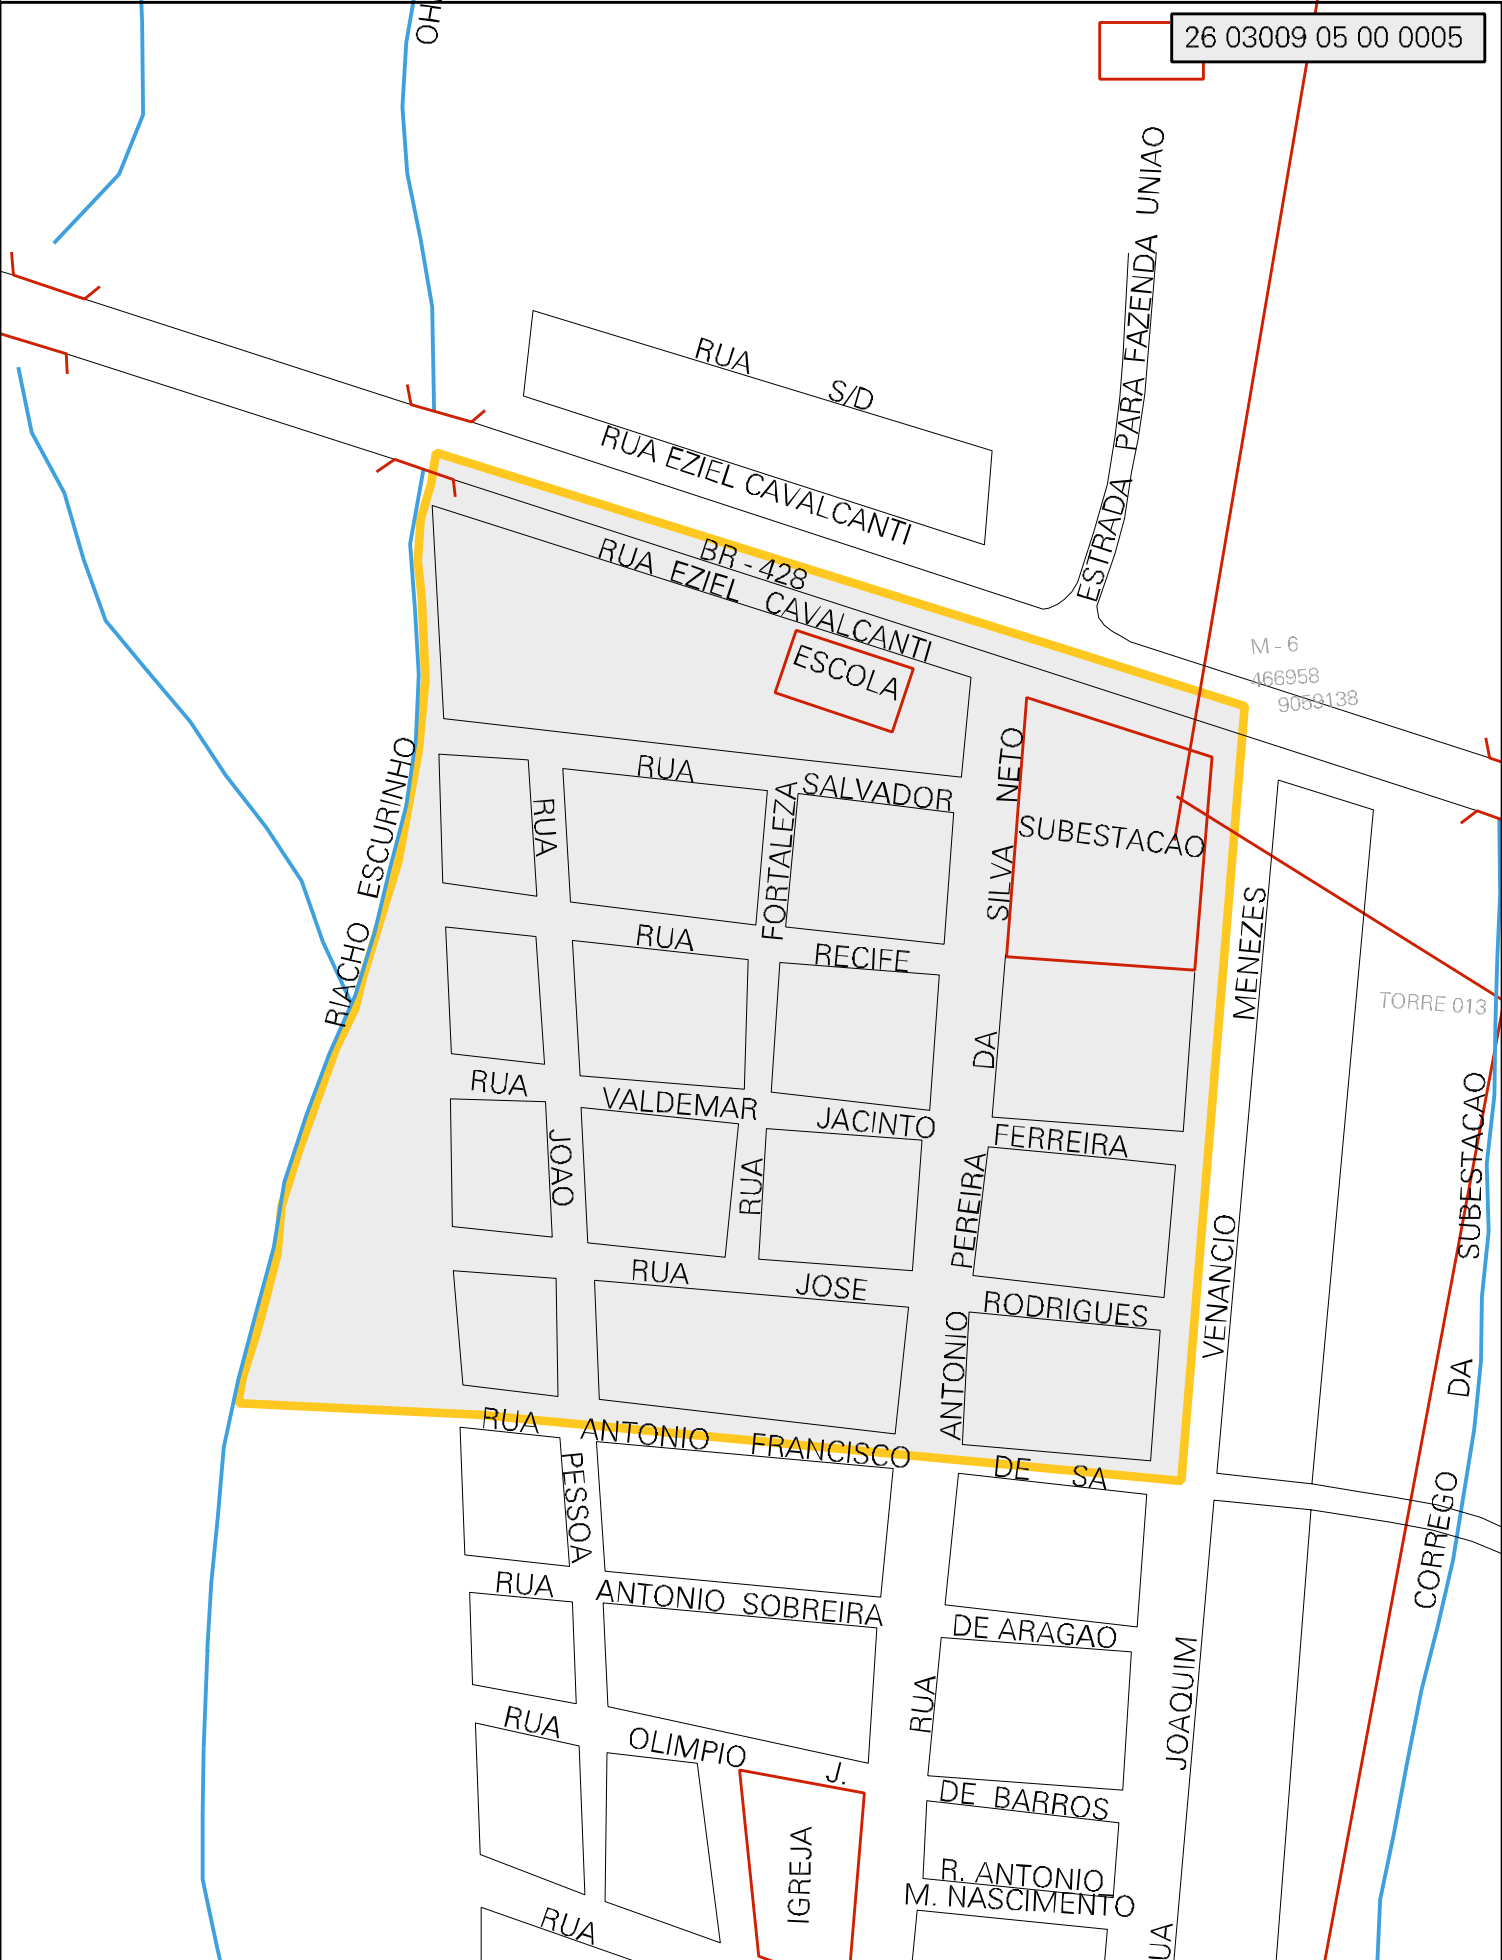 HO
26 03009 05 00 0005
ESTRADA PARA FAZENDA UNIAO
RUA S/D
RUA EZIEL CAVALCANTI
BR - 428
RUA EZIEL CAVALCANTI
ESCOLA
M - 6
466958
9059138
SUBESTACAO
RIACHO ESCURINHO
RUA SALVADOR
RUA RECIFE
RUA VALDEMAR JACINTO FERREIRA
RUA JOSE RODRIGUES
RUA ANTONIO FRANCISCO DE SA
RUA ANTONIO SOBREIRA DE ARAGAO
RUA OLIMPIO J. DE BARROS
R. ANTONIO
M. NASCIMENTO
RUA
RUA JOAO PESSOA
RUA FORTALEZA
RUA ANTONIO PEREIRA DA SILVA NETO
UA JOAQUIM VENANCIO MENEZES
TORRE 013
CORREGO DA SUBESTACAO
IGREJA